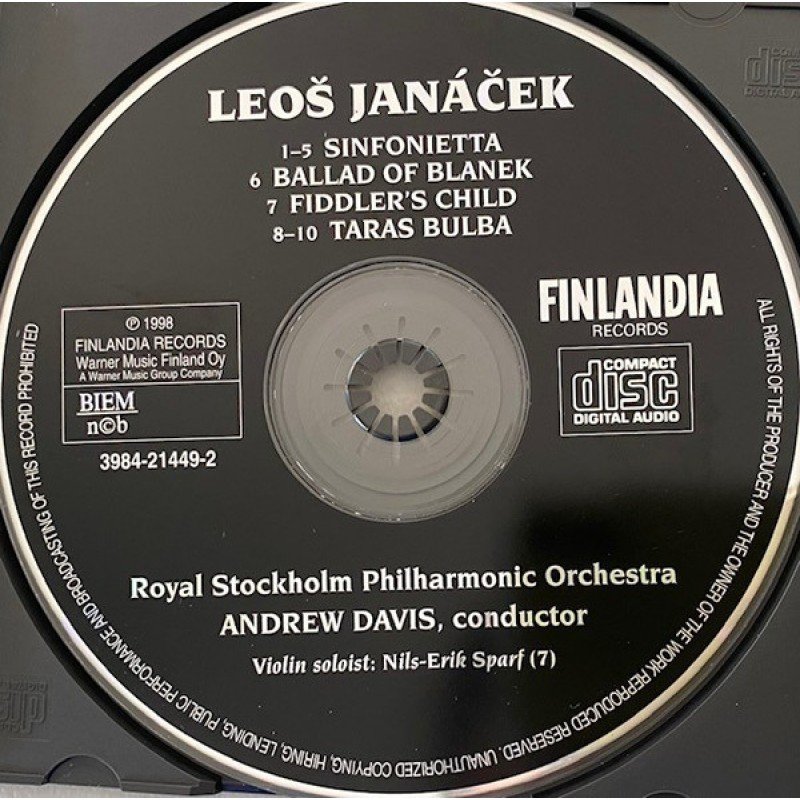 LEOŠ JANÁČEK
1–5 SINFONIETTA
6 BALLAD OF BLANEK
7 FIDDLER'S CHILD
8–10 TARAS BULBA
℗ 1998
FINLANDIA RECORDS
Warner Music Finland Oy
A Warner Music Group Company
BIEM
n©b
3984-21449-2
FINLANDIA
RECORDS
COMPACT
disc
DIGITAL AUDIO
Royal Stockholm Philharmonic Orchestra
ANDREW DAVIS, conductor
Violin soloist: Nils-Erik Sparf (7)
ALL RIGHTS OF THE PRODUCER AND THE OWNER OF THE WORK REPRODUCED RESERVED. UNAUTHORIZED COPYING, HIRING, LENDING, PUBLIC PERFORMANCE AND BROADCASTING OF THIS RECORD PROHIBITED
disc